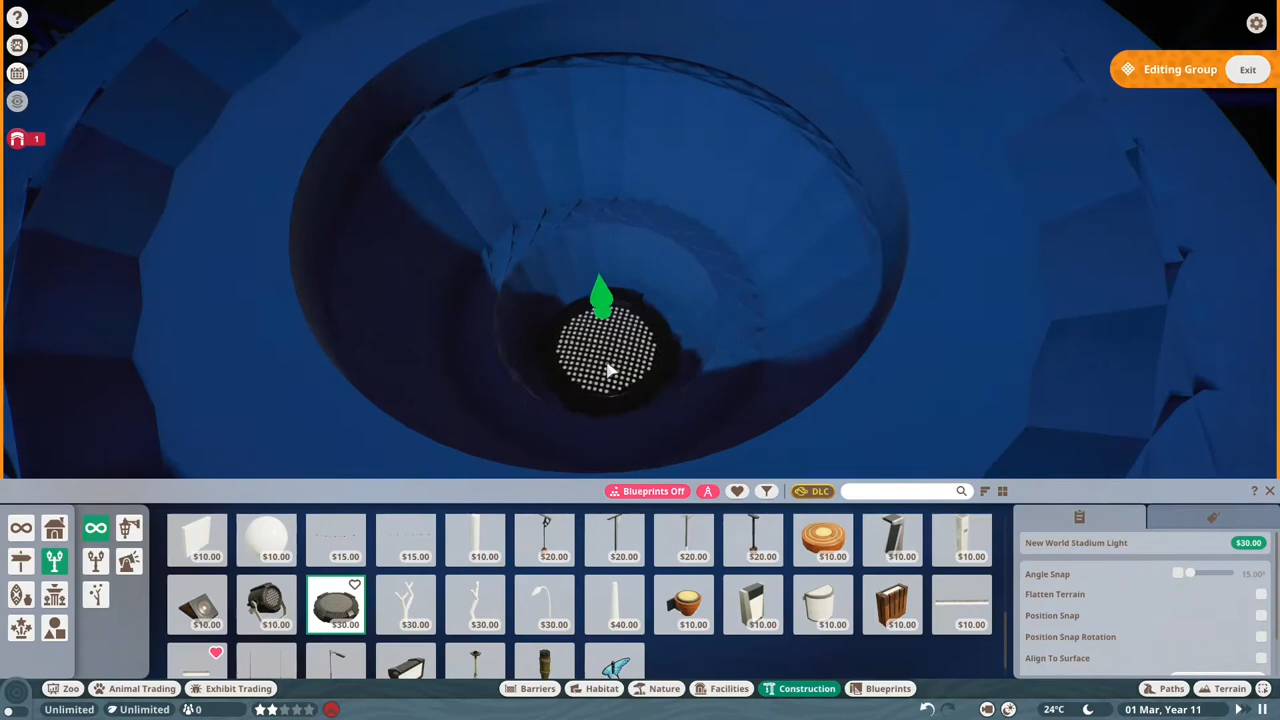 ?
Editing Group
Exit
1
Blueprints Off
DLC
?
$10.00
$10.00
$15.00
$15.00
$10.00
$20.00
$20.00
$20.00
$20.00
$10.00
$10.00
$10.00
New World Stadium Light
$30.00
Angle Snap
15.00°
Flatten Terrain
Position Snap
Position Snap Rotation
Align To Surface
$10.00
$10.00
$30.00
$30.00
$30.00
$30.00
$40.00
$10.00
$10.00
$10.00
$10.00
$10.00
Zoo
Animal Trading
Exhibit Trading
Barriers
Habitat
Nature
Facilities
Construction
Blueprints
Paths
Terrain
Unlimited
Unlimited
0
24°C
01 Mar, Year 11